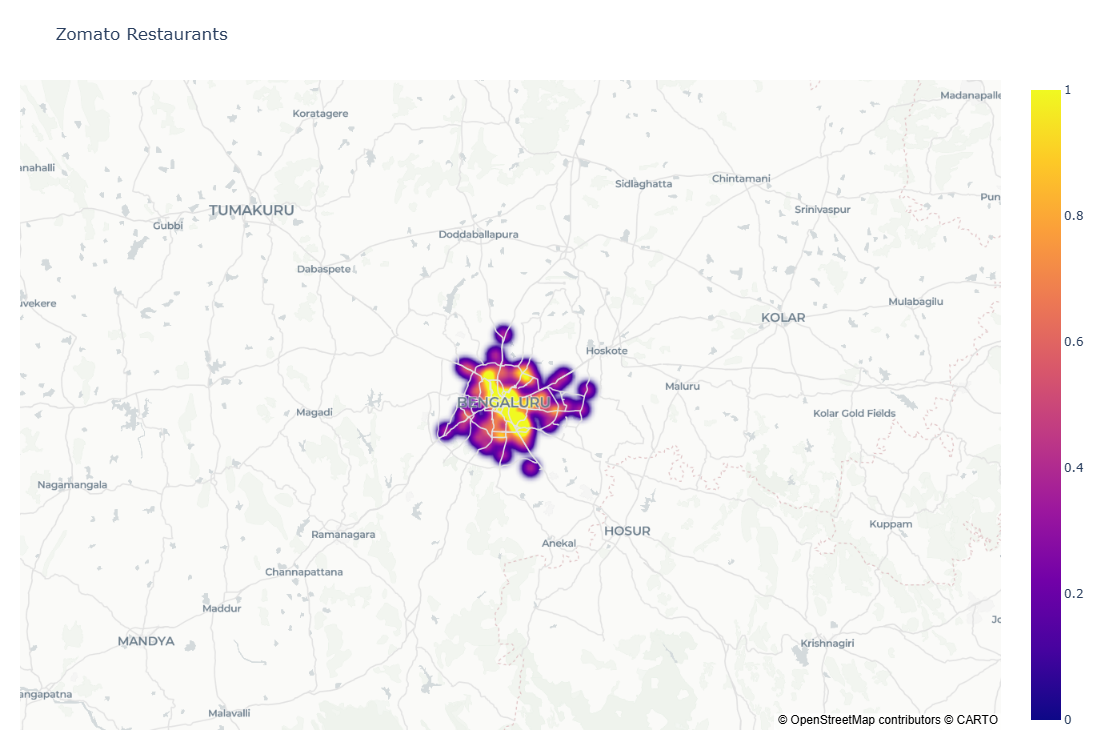 Zomato Restaurants
Madanapalle
1
Koratagere
anahalli
Sidlaghatta
Chintamani
Pun
TUMAKURU
Srinivaspur
0.8
Gubbi
Doddaballapura
Dabaspete
uvekere
Mulabagilu
KOLAR
0.6
Hoskote
Maluru
BENGALURU
Magadi
Kolar Gold Fields
0.4
Nagamangala
Kuppam
HOSUR
Ramanagara
Anekal
Channapattana
0.2
Maddur
Jo
MANDYA
Krishnagiri
angapatna
Malavalli
© OpenStreetMap contributors © CARTO
0